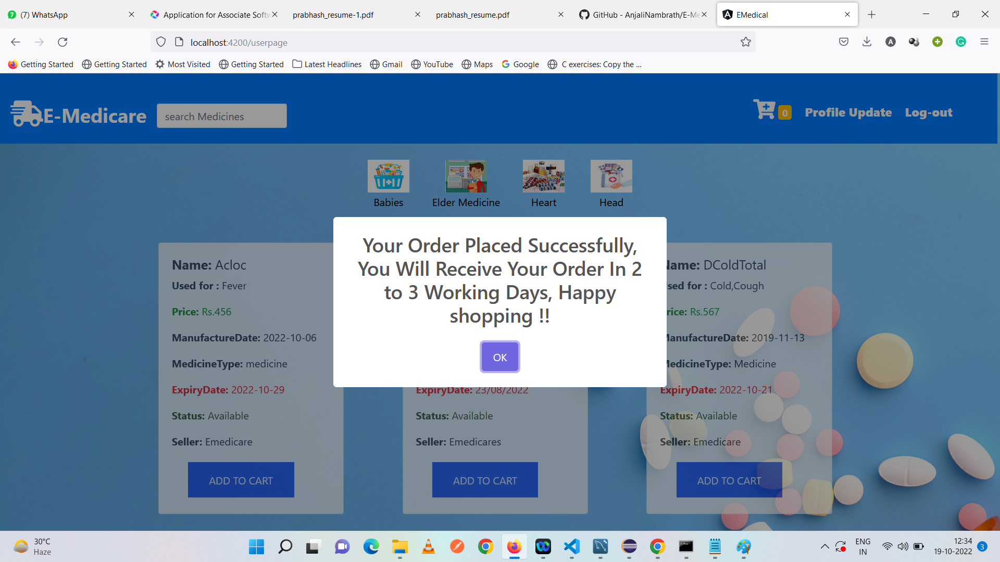 (7) WhatsApp
Application for Associate Softw
prabhash_resume-1.pdf
prabhash_resume.pdf
GitHub - AnjaliNambrath/E-Me
EMedical
localhost:4200/userpage
Getting Started
Getting Started
Most Visited
Getting Started
Latest Headlines
Gmail
YouTube
Maps
Google
C exercises: Copy the ...
E-Medicare
search Medicines
0
Profile Update
Log-out
Babies
Elder Medicine
Heart
Head
Your Order Placed Successfully,
You Will Receive Your Order In 2
to 3 Working Days, Happy
shopping !!
OK
Name: Acloc
Used for : Fever
Price: Rs.456
ManufactureDate: 2022-10-06
MedicineType: medicine
ExpiryDate: 2022-10-29
Status: Available
Seller: Emedicare
ADD TO CART
ExpiryDate: 23/08/2022
Status: Available
Seller: Emedicares
ADD TO CART
Name: DColdTotal
Used for : Cold,Cough
Price: Rs.567
ManufactureDate: 2019-11-13
MedicineType: Medicine
ExpiryDate: 2022-10-21
Status: Available
Seller: Emedicare
ADD TO CART
30°C
Haze
ENG
IN
12:34
19-10-2022
3